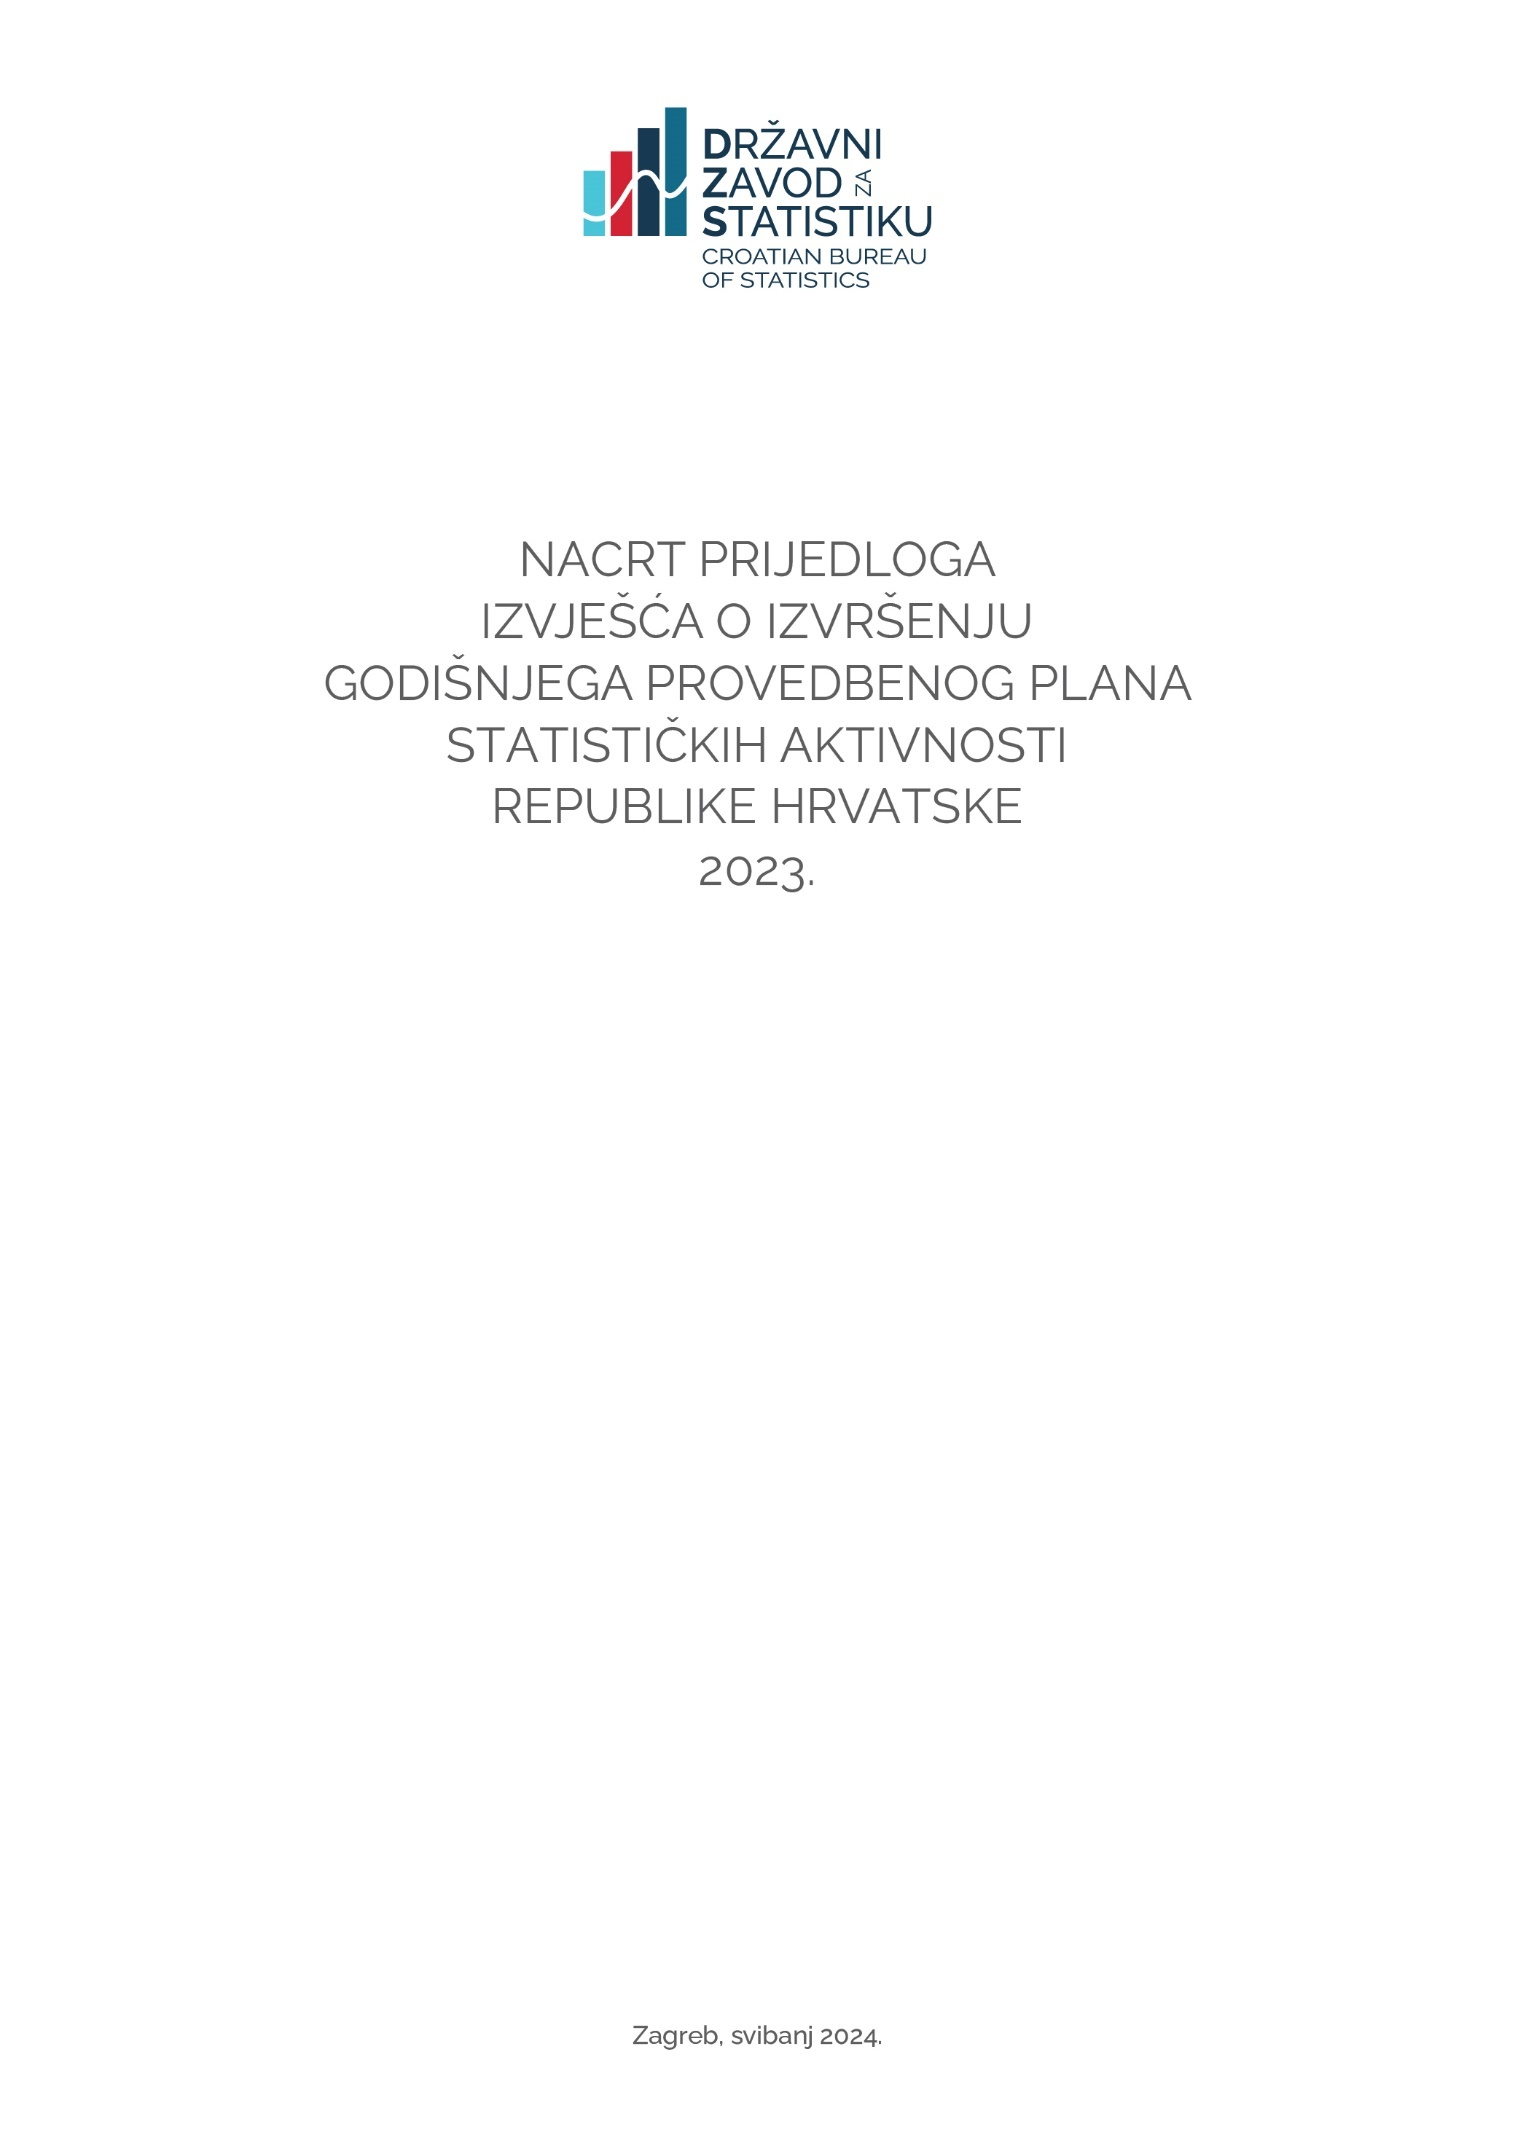 DRŽAVNI
ZAVOD ZA
STATISTIKU
CROATIAN BUREAU
OF STATISTICS
NACRT PRIJEDLOGA
IZVJEŠĆA O IZVRŠENJU
GODIŠNJEGA PROVEDBENOG PLANA
STATISTIČKIH AKTIVNOSTI
REPUBLIKE HRVATSKE
2023.
Zagreb, svibanj 2024.